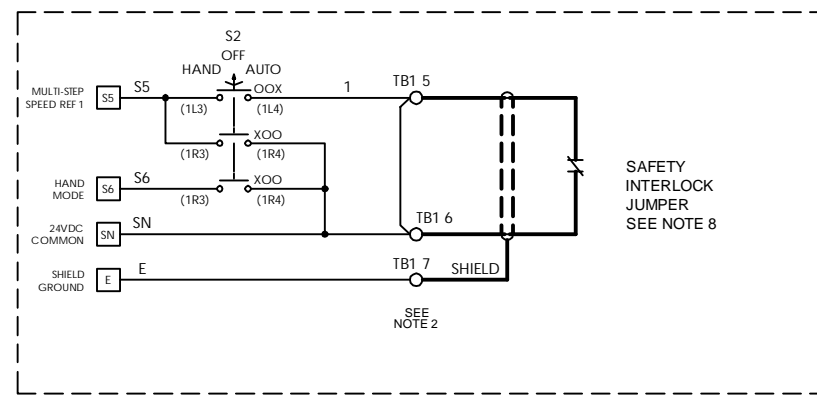 S2
OFF
HAND AUTO
MULTI-STEP
SPEED REF 1
S5
S5
OOX
1
TB1 5
(1L3)
(1L4)
XOO
(1R3)
(1R4)
HAND
MODE
S6
S6
XOO
(1R3)
(1R4)
SAFETY
INTERLOCK
JUMPER
SEE NOTE 8
24VDC
COMMON
SN
SN
TB1 6
SHIELD
GROUND
E
E
TB1 7
SHIELD
SEE
NOTE 2